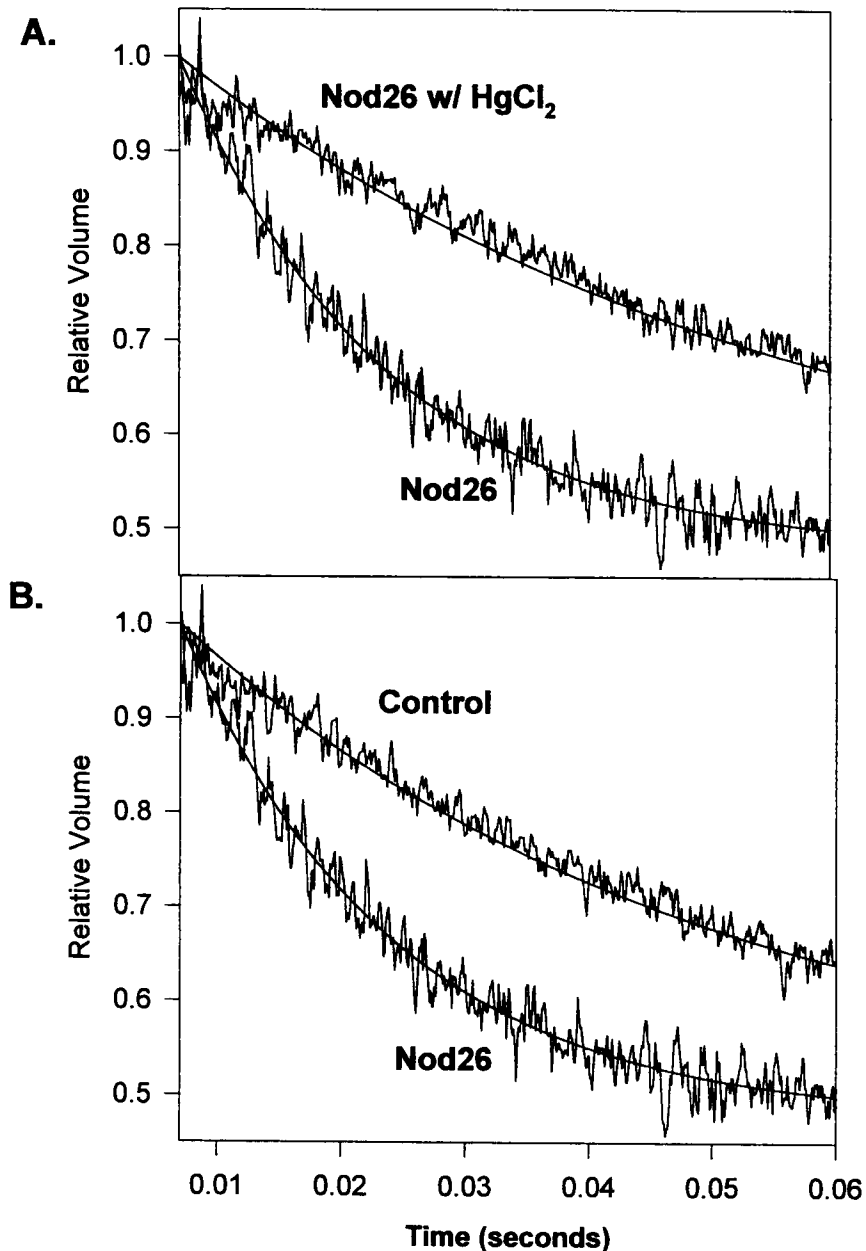 A.
1.0
Nod26 w/ HgCl₂
0.9
0.8
Relative Volume
0.7
0.6
Nod26
0.5
B.
1.0
Control
0.9
0.8
Relative Volume
0.7
0.6
Nod26
0.5
0.01 0.02 0.03 0.04 0.05 0.06
Time (seconds)